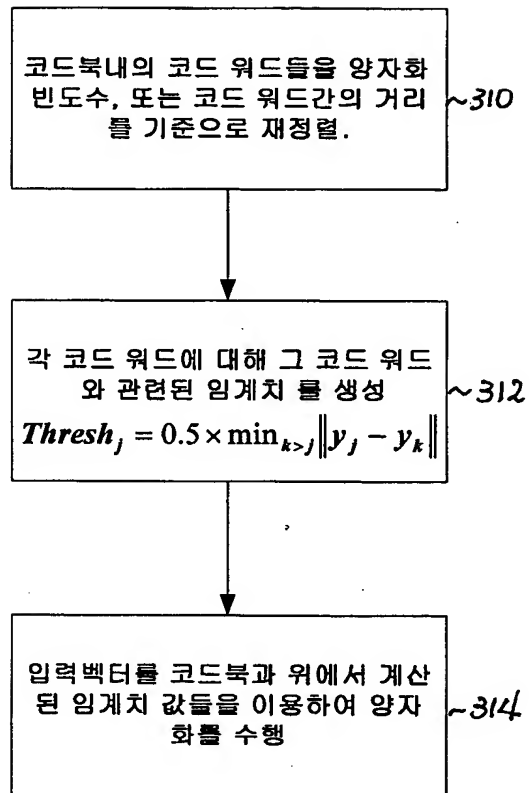 코드북내의 코드 워드들을 양자화
빈도수, 또는 코드 워드간의 거리
를 기준으로 재정렬.
~310
각 코드 워드에 대해 그 코드 워드
와 관련된 임계치 를 생성
~312
Thresh_j = 0.5 × min_{k>j} ‖y_j − y_k‖
입력벡터를 코드북과 위에서 계산
된 임계치 값들을 이용하여 양자
화를 수행
~314